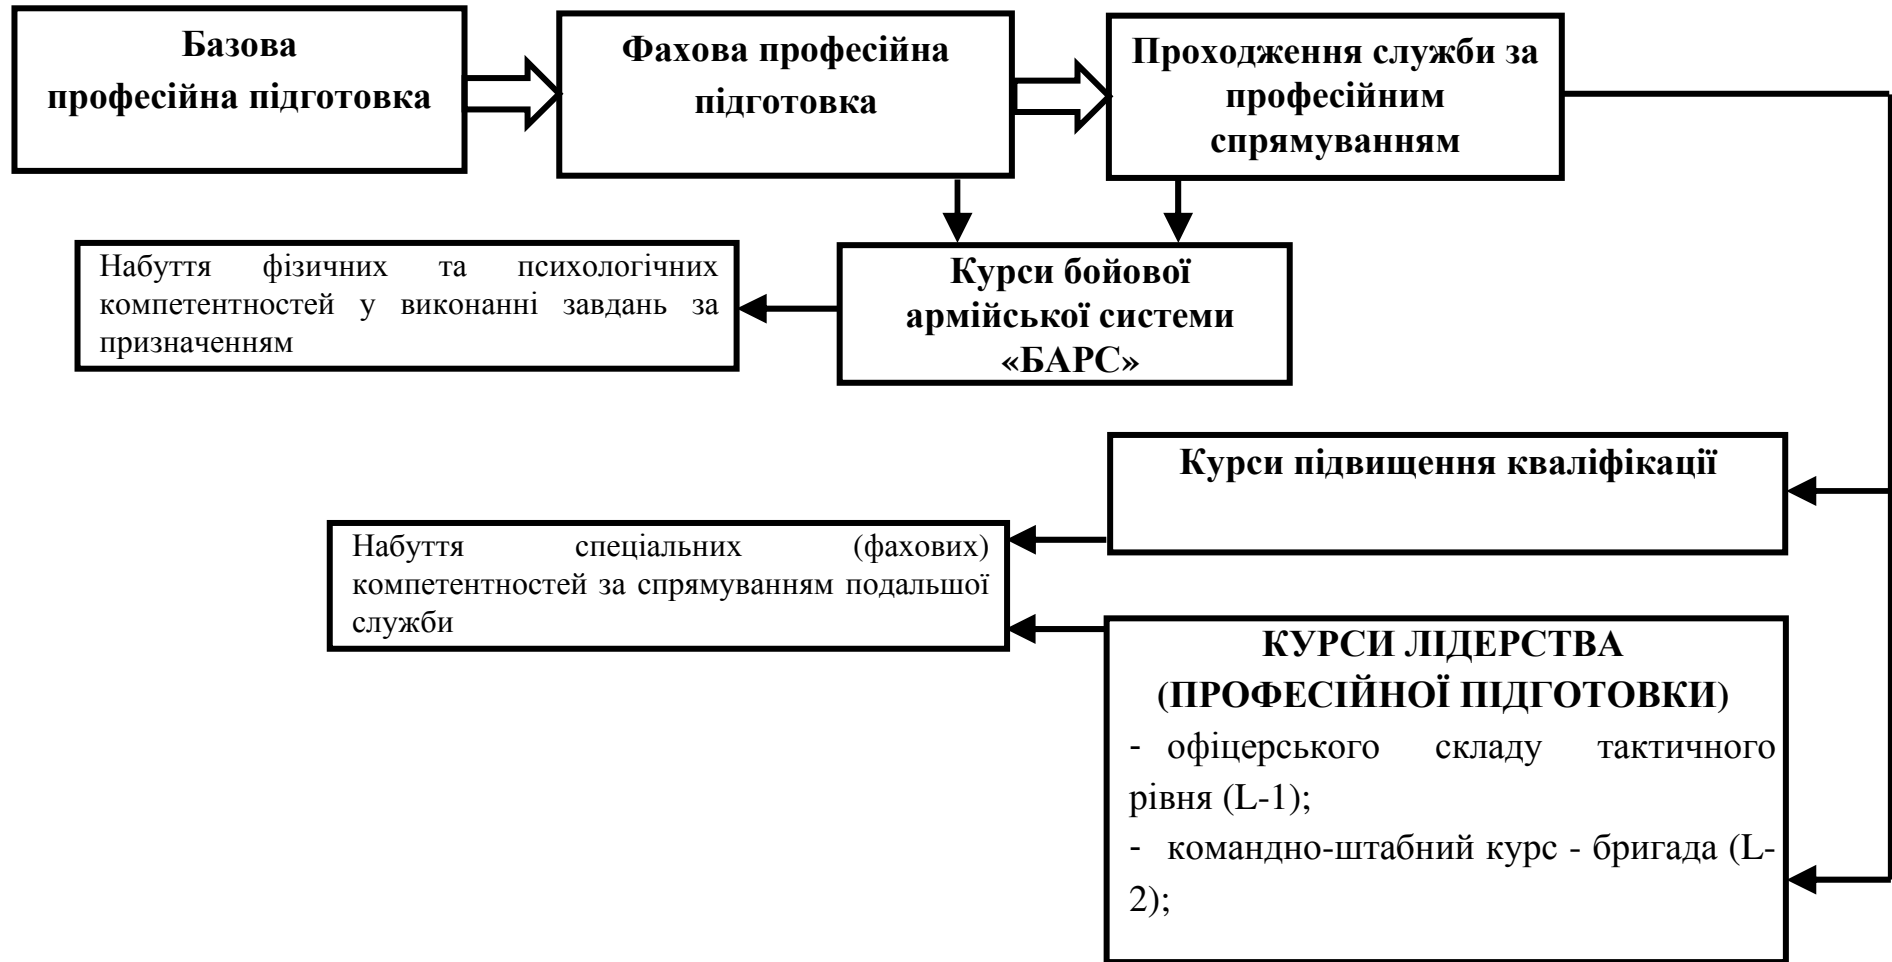 Базова
професійна підготовка
Фахова професійна
підготовка
Проходження служби за
професійним
спрямуванням
Набуття фізичних та психологічних
компетентностей у виконанні завдань за
призначенням
Курси бойової
армійської системи
«БАРС»
Курси підвищення кваліфікації
Набуття спеціальних (фахових)
компетентностей за спрямуванням подальшої
служби
КУРСИ ЛІДЕРСТВА
(ПРОФЕСІЙНОЇ ПІДГОТОВКИ)
- офіцерського складу тактичного
рівня (L-1);
- командно-штабний курс - бригада (L-
2);